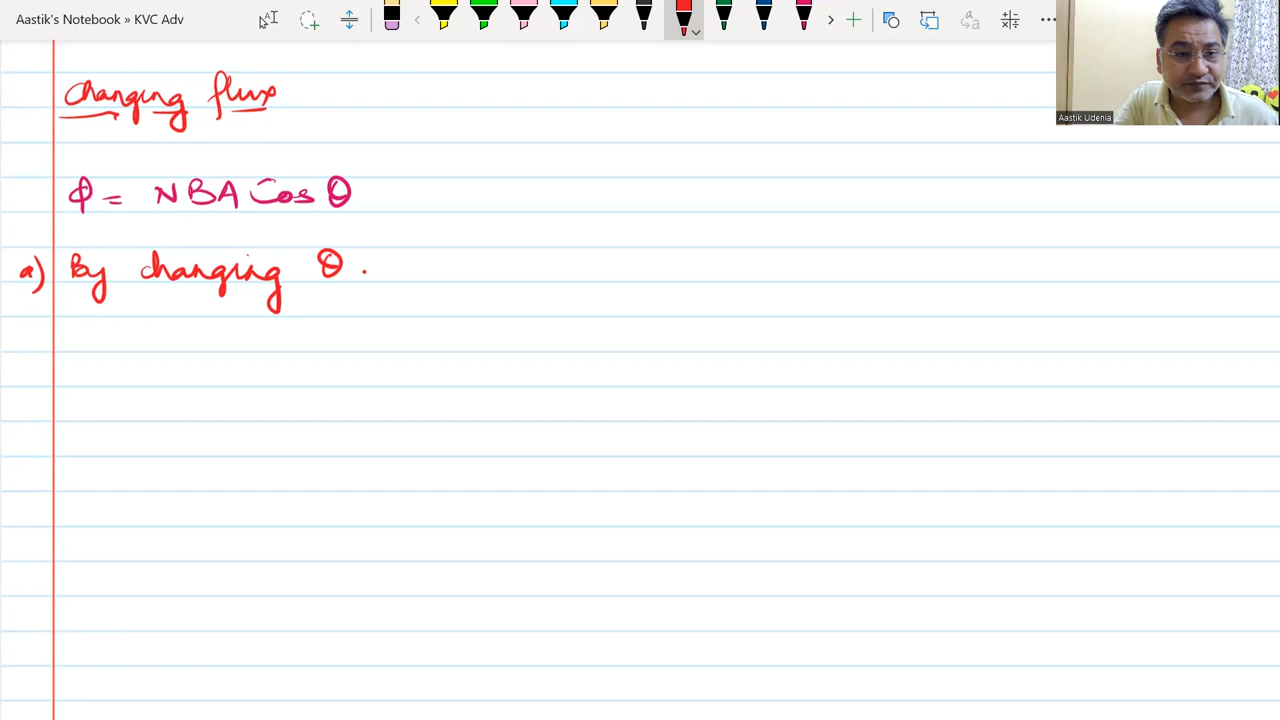 Aastik's Notebook » KVC Adv
Aastik Udenia
Changing flux
Φ = NBA Cos θ
a) By changing θ.